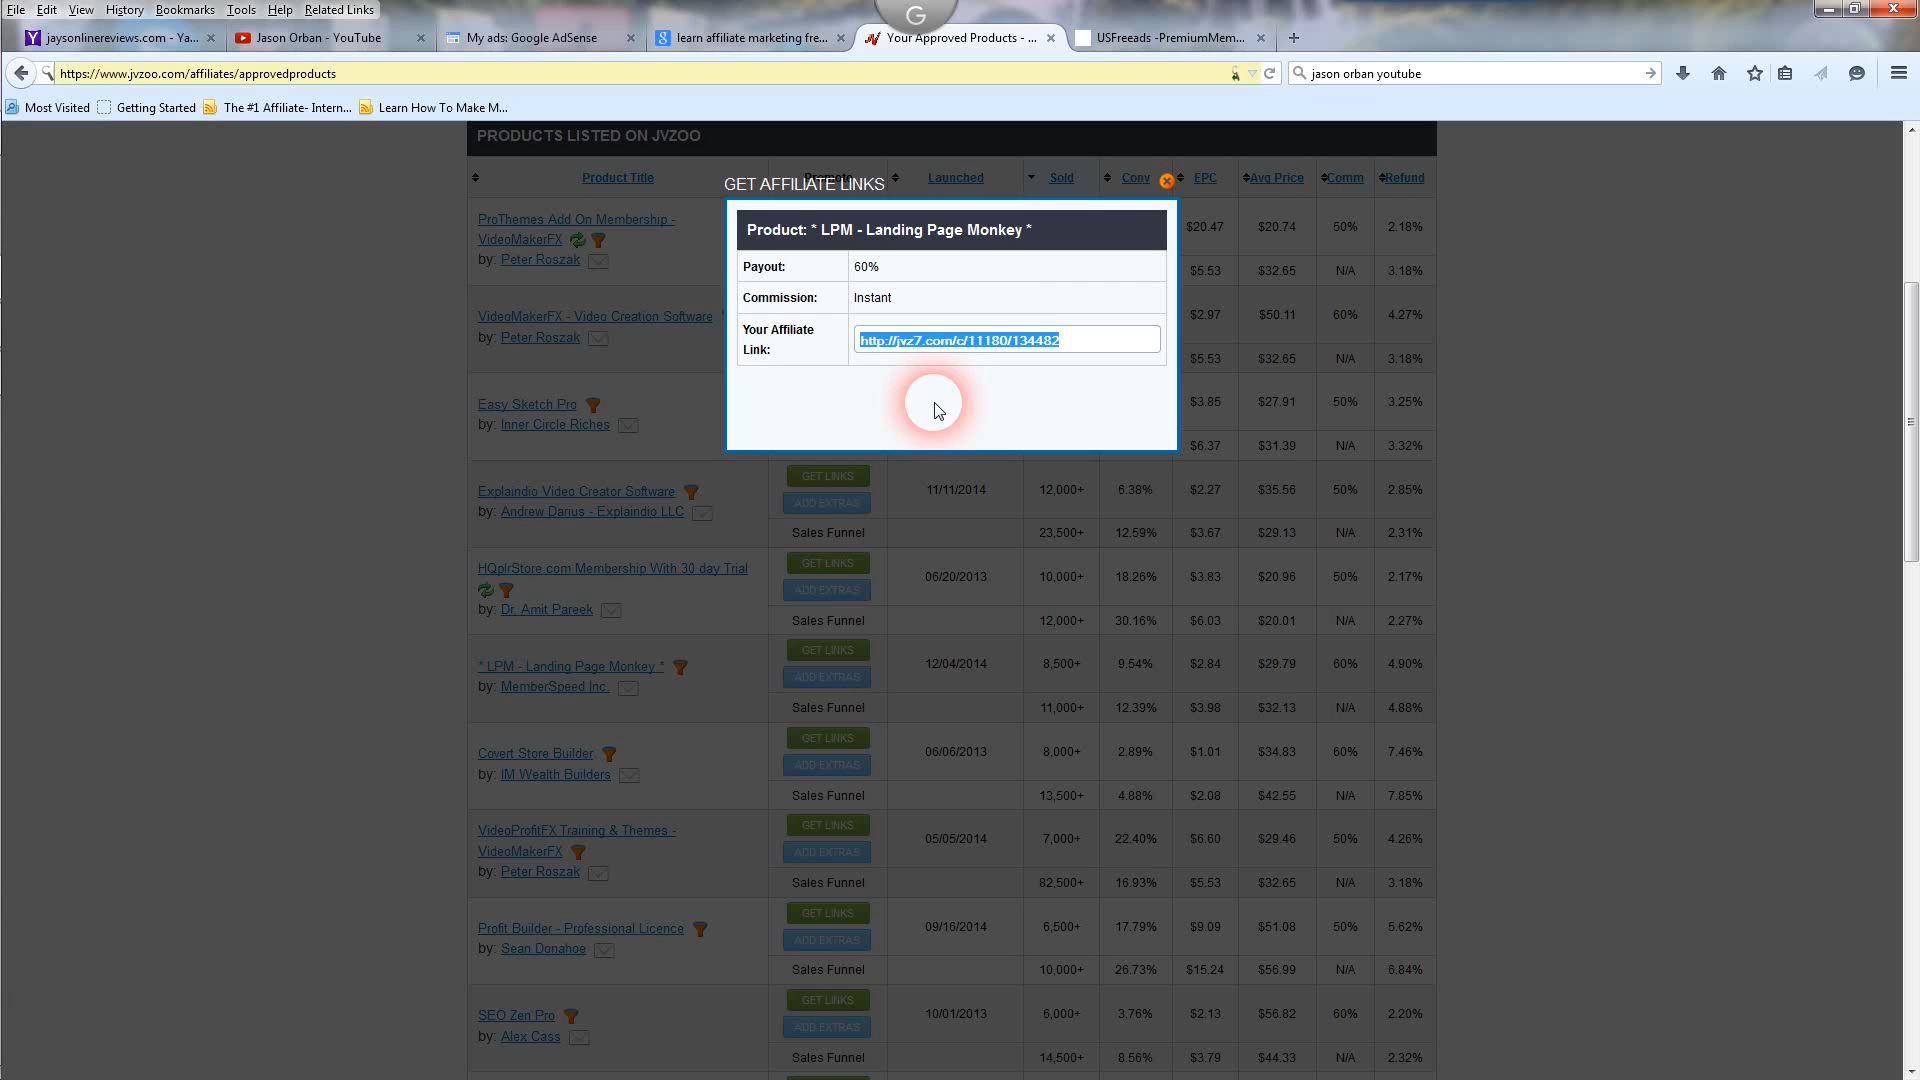 File Edit View History Bookmarks Tools Help Related Links
G
jaysonlinereviews.com - Ya...
Jason Orban - YouTube
My ads: Google AdSense
learn affiliate marketing fre...
Your Approved Products - ...
USFreeads -PremiumMem...
https://www.jvzoo.com/affiliates/approvedproducts
jason orban youtube
Most Visited Getting Started The #1 Affiliate- Intern... Learn How To Make M...
PRODUCTS LISTED ON JVZOO
Product Title Promote Launched Sold Conv EPC Avg Price Comm Refund
GET AFFILIATE LINKS
Product: * LPM - Landing Page Monkey *
Payout: 60%
Commission: Instant
Your Affiliate
Link:
http://jvz7.com/c/11180/134482
ProThemes Add On Membership -
VideoMakerFX
by: Peter Roszak
$20.47 $20.74 50% 2.18%
$5.53 $32.65 N/A 3.18%
VideoMakerFX - Video Creation Software
by: Peter Roszak
$2.97 $50.11 60% 4.27%
$5.53 $32.65 N/A 3.18%
Easy Sketch Pro
by: Inner Circle Riches
$3.85 $27.91 50% 3.25%
$6.37 $31.39 N/A 3.32%
Explaindio Video Creator Software
by: Andrew Darius - Explaindio LLC
GET LINKS
ADD EXTRAS
11/11/2014 12,000+ 6.38% $2.27 $35.56 50% 2.85%
Sales Funnel 23,500+ 12.59% $3.67 $29.13 N/A 2.31%
HQplrStore.com Membership With 30 day Trial
by: Dr. Amit Pareek
GET LINKS
ADD EXTRAS
06/20/2013 10,000+ 18.26% $3.83 $20.96 50% 2.17%
Sales Funnel 12,000+ 30.16% $6.03 $20.01 N/A 2.27%
* LPM - Landing Page Monkey *
by: MemberSpeed Inc.
GET LINKS
ADD EXTRAS
12/04/2014 8,500+ 9.54% $2.84 $29.79 60% 4.90%
Sales Funnel 11,000+ 12.39% $3.98 $32.13 N/A 4.88%
Covert Store Builder
by: IM Wealth Builders
GET LINKS
ADD EXTRAS
06/06/2013 8,000+ 2.89% $1.01 $34.83 60% 7.46%
Sales Funnel 13,500+ 4.88% $2.08 $42.55 N/A 7.85%
VideoProfitFX Training & Themes -
VideoMakerFX
by: Peter Roszak
GET LINKS
ADD EXTRAS
05/05/2014 7,000+ 22.40% $6.60 $29.46 50% 4.26%
Sales Funnel 82,500+ 16.93% $5.53 $32.65 N/A 3.18%
Profit Builder - Professional Licence
by: Sean Donahoe
GET LINKS
ADD EXTRAS
09/16/2014 6,500+ 17.79% $9.09 $51.08 50% 5.62%
Sales Funnel 10,000+ 26.73% $15.24 $56.99 N/A 6.84%
SEO Zen Pro
by: Alex Cass
GET LINKS
ADD EXTRAS
10/01/2013 6,000+ 3.76% $2.13 $56.82 60% 2.20%
Sales Funnel 14,500+ 8.56% $3.79 $44.33 N/A 2.32%